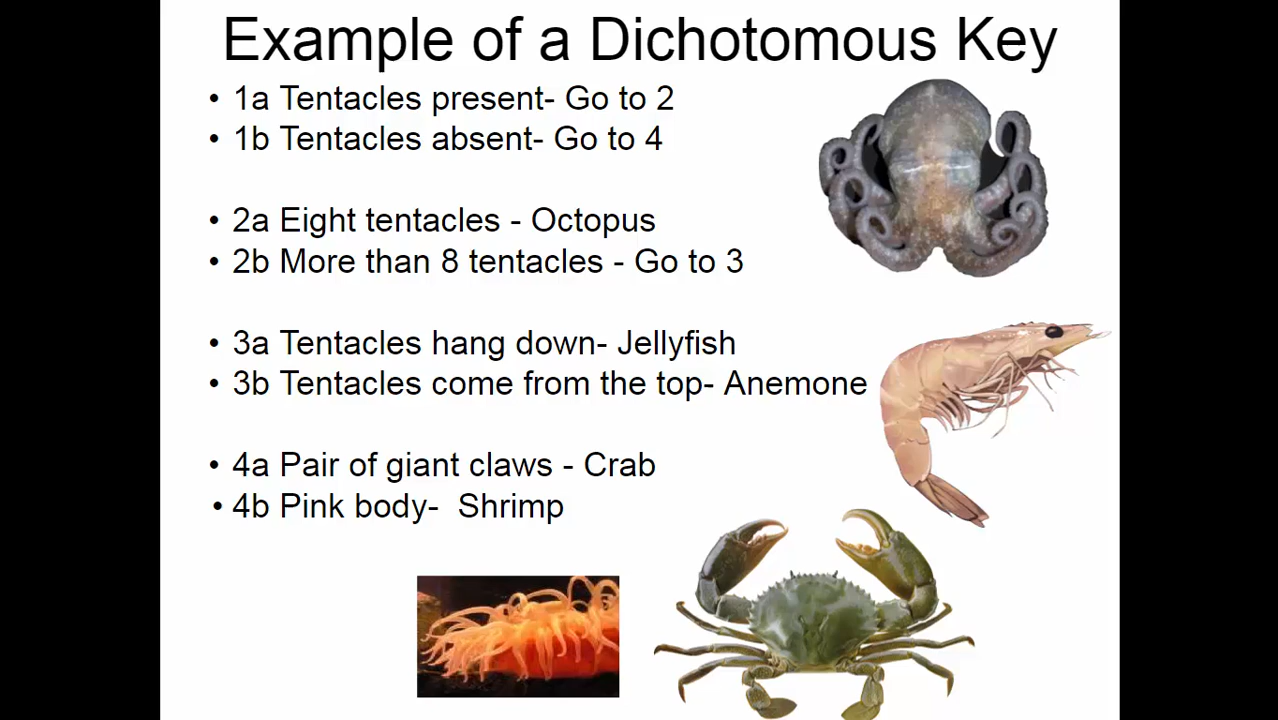 Example of a Dichotomous Key
• 1a Tentacles present- Go to 2
• 1b Tentacles absent- Go to 4
• 2a Eight tentacles - Octopus
• 2b More than 8 tentacles - Go to 3
• 3a Tentacles hang down- Jellyfish
• 3b Tentacles come from the top- Anemone
• 4a Pair of giant claws - Crab
• 4b Pink body-  Shrimp